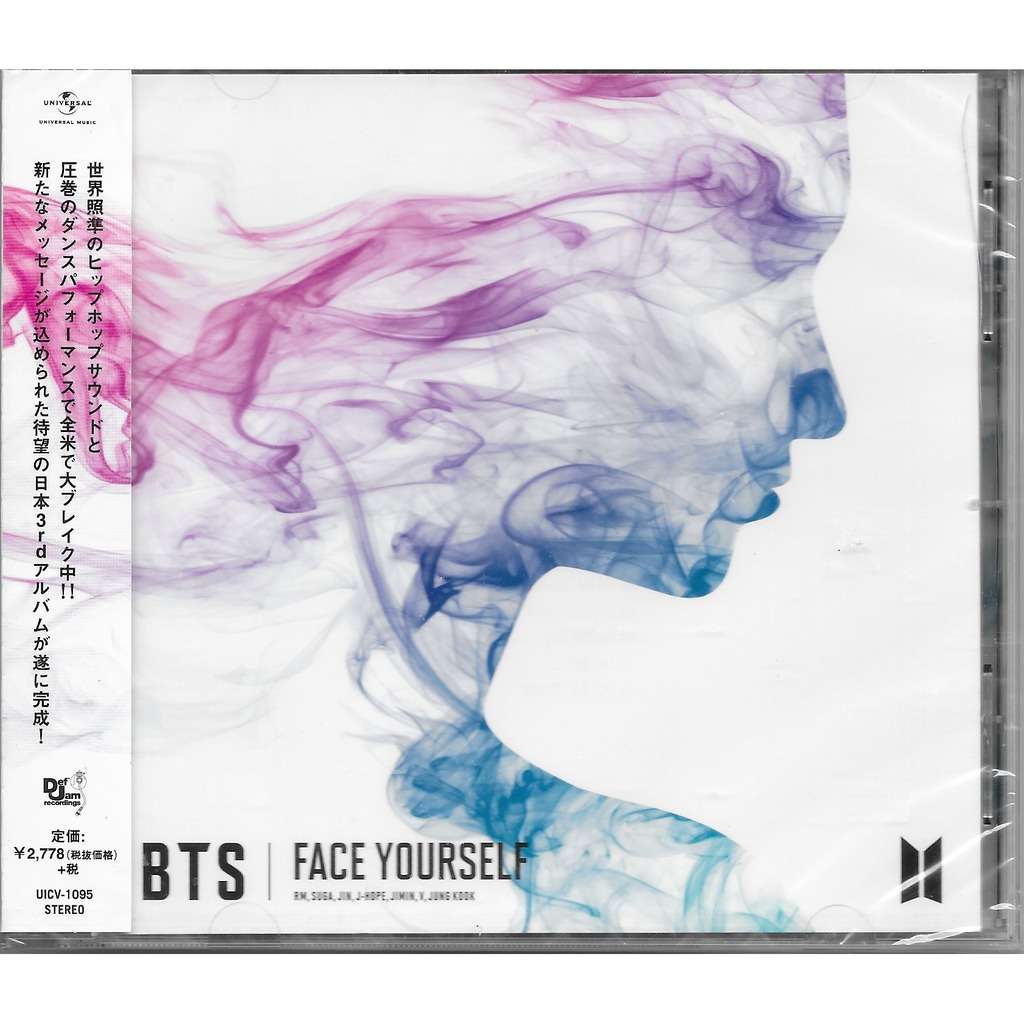 UNIVERSAL
UNIVERSAL MUSIC
世界照準のヒップホップサウンドと
圧巻のダンスパフォーマンスで全米で大ブレイク中!!
新たなメッセージが込められた待望の日本3rdアルバムが遂に完成!
Def
Jam
recordings
定価:
¥2,778(税抜価格)
+税
UICV-1095
STEREO
BTS
FACE YOURSELF
RM, SUGA, JIN, J-HOPE, JIMIN, V, JUNG KOOK